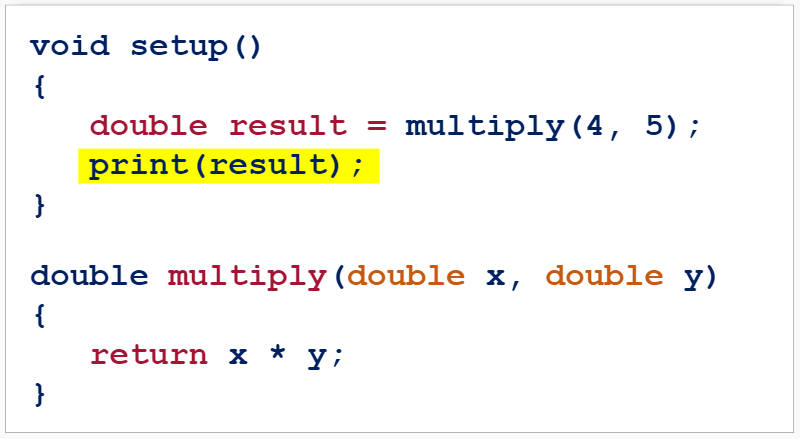 void setup()
{
   double result = multiply(4, 5);
   print(result);
}

double multiply(double x, double y)
{
   return x * y;
}